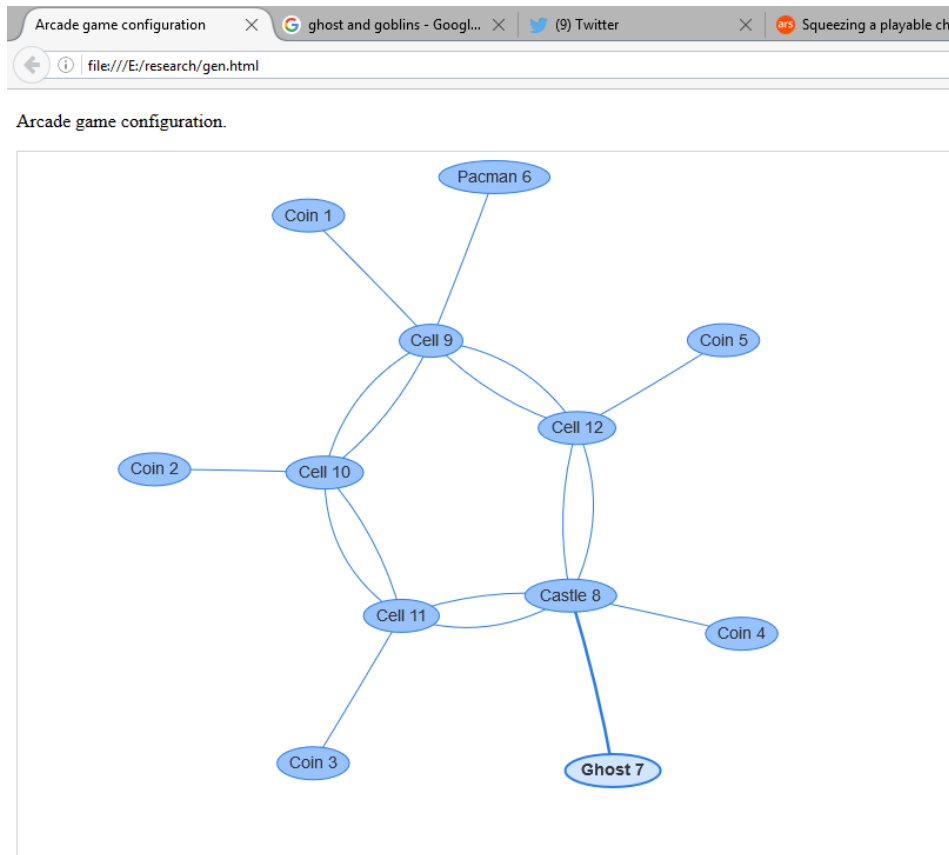 Arcade game configuration
ghost and goblins - Googl...
(9) Twitter
ars
Squeezing a playable ch
file:///E:/research/gen.html
Arcade game configuration.
Pacman 6
Coin 1
Cell 9
Coin 5
Cell 12
Coin 2
Cell 10
Castle 8
Cell 11
Coin 4
Coin 3
Ghost 7